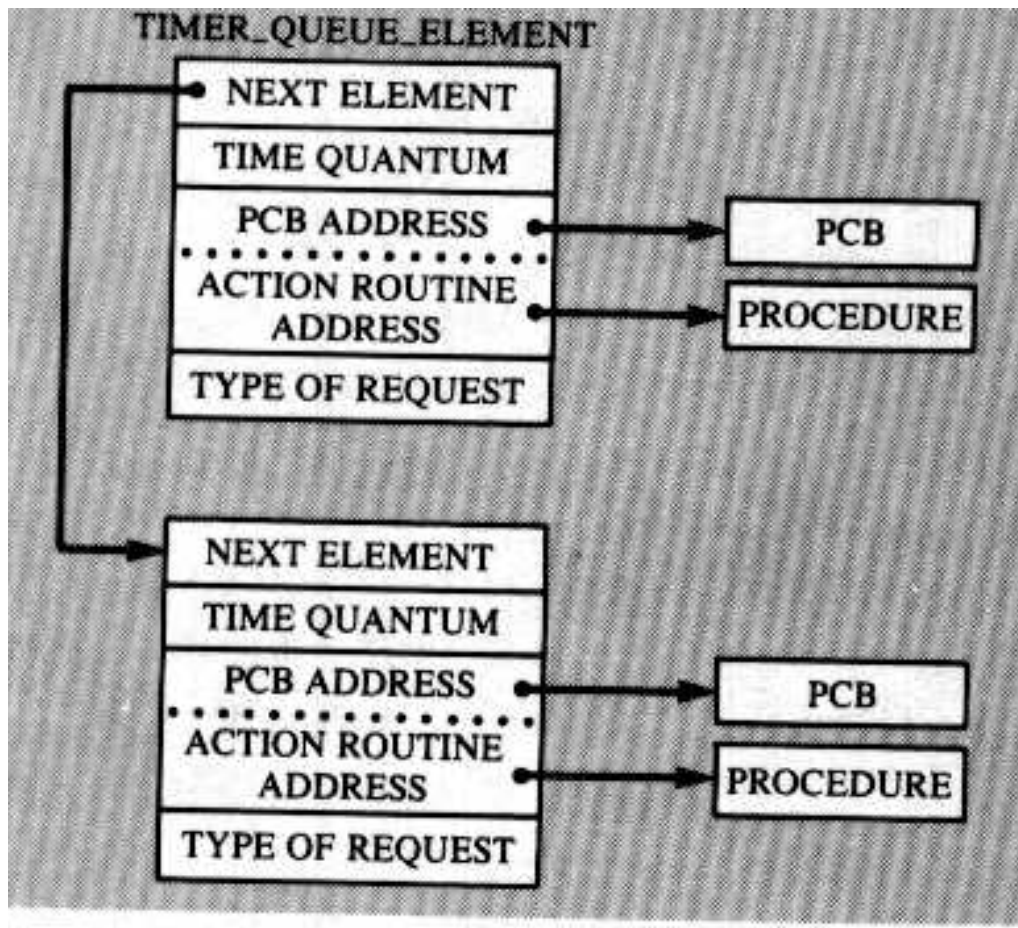 TIMER_QUEUE_ELEMENT
NEXT ELEMENT
TIME QUANTUM
PCB ADDRESS
PCB
ACTION ROUTINE
ADDRESS
PROCEDURE
TYPE OF REQUEST
NEXT ELEMENT
TIME QUANTUM
PCB ADDRESS
PCB
ACTION ROUTINE
ADDRESS
PROCEDURE
TYPE OF REQUEST